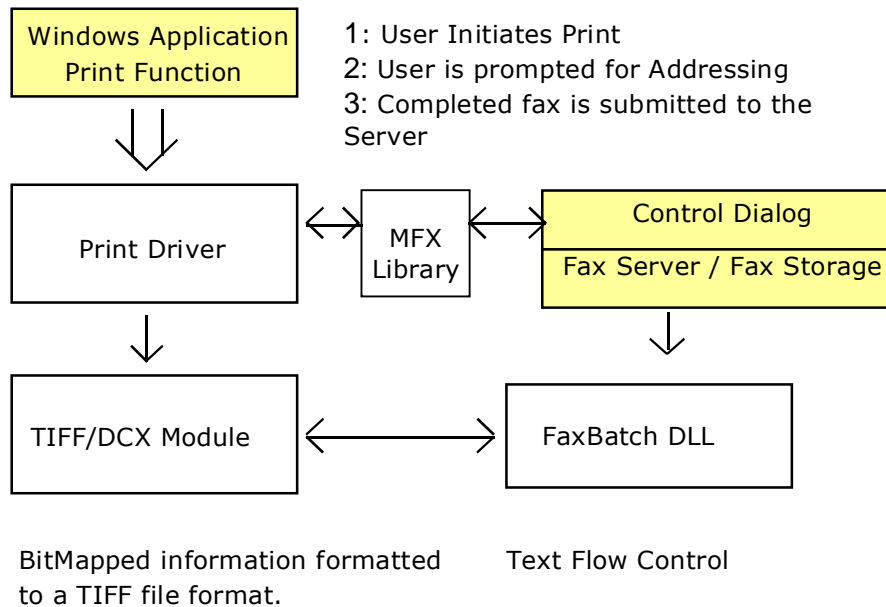 Windows Application
Print Function
1: User Initiates Print
2: User is prompted for Addressing
3: Completed fax is submitted to the
Server
Print Driver
MFX
Library
Control Dialog
Fax Server / Fax Storage
TIFF/DCX Module
FaxBatch DLL
BitMapped information formatted
to a TIFF file format.
Text Flow Control